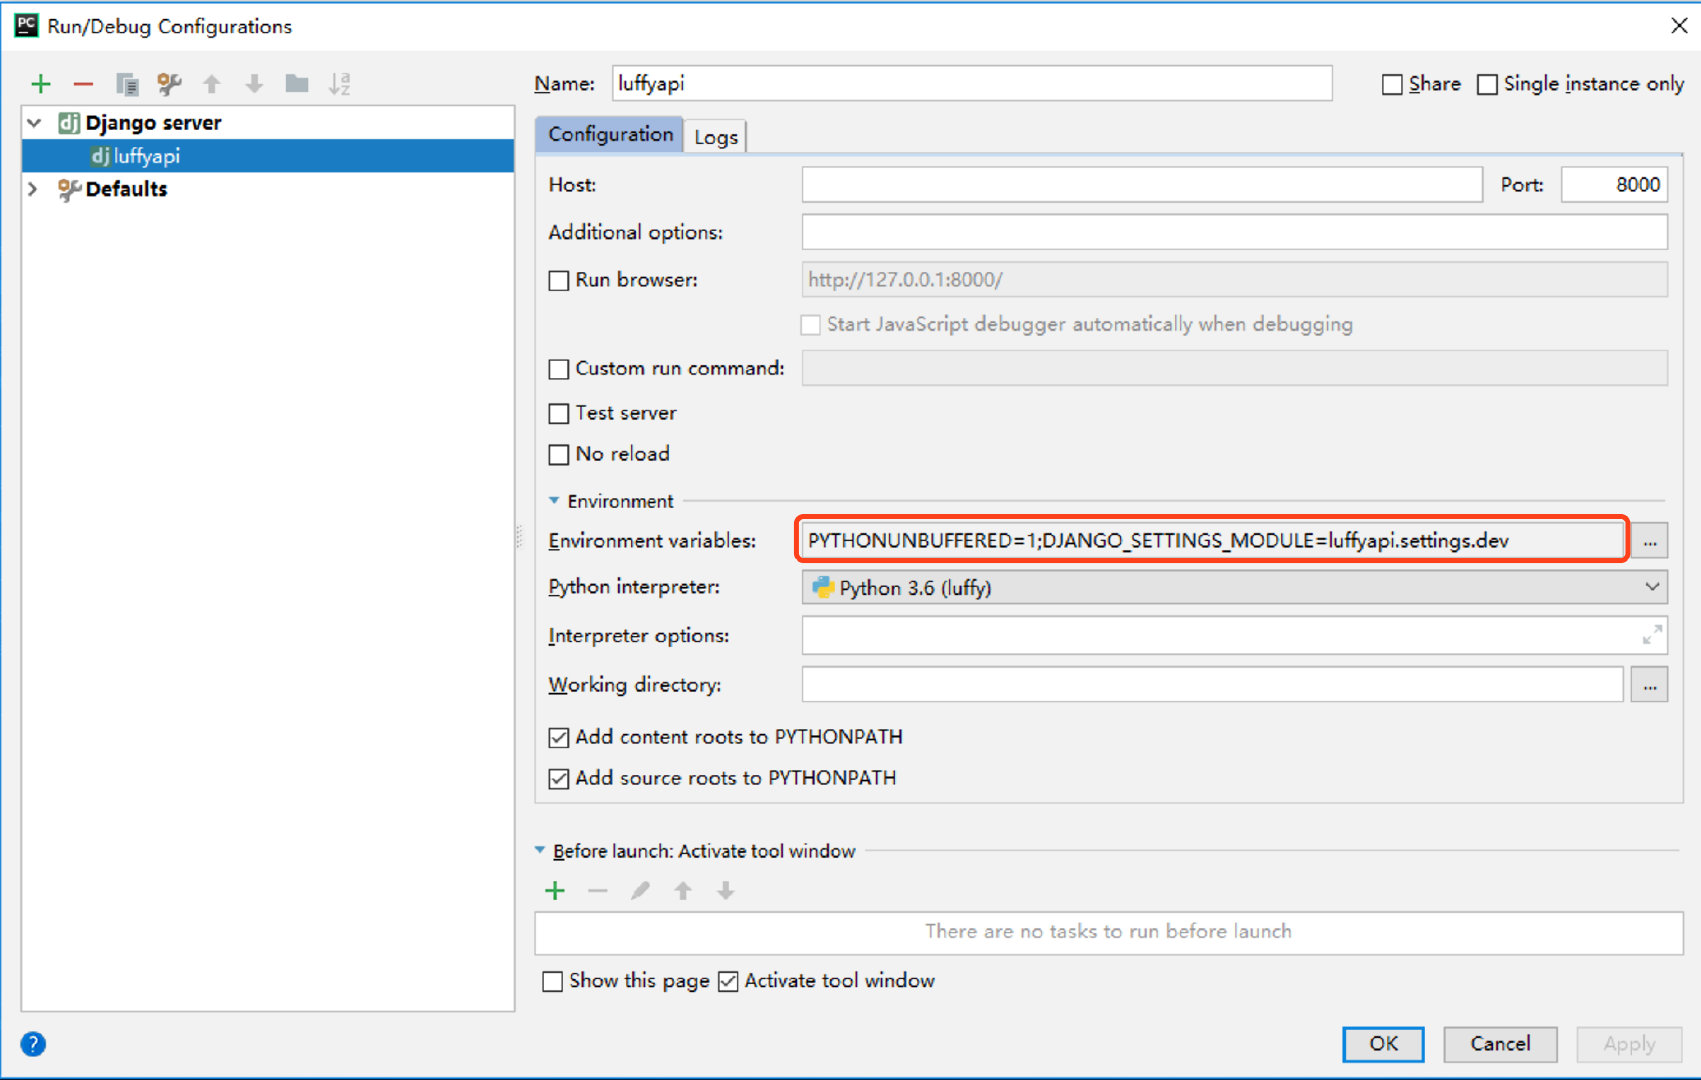 PC Run/Debug Configurations
Name: luffyapi Share Single instance only
dj Django server
dj luffyapi
Defaults
Configuration Logs
Host: Port: 8000
Additional options:
Run browser: http://127.0.0.1:8000/
Start JavaScript debugger automatically when debugging
Custom run command:
Test server
No reload
Environment
Environment variables: PYTHONUNBUFFERED=1;DJANGO_SETTINGS_MODULE=luffyapi.settings.dev ...
Python interpreter: Python 3.6 (luffy)
Interpreter options:
Working directory: ...
Add content roots to PYTHONPATH
Add source roots to PYTHONPATH
Before launch: Activate tool window
There are no tasks to run before launch
Show this page Activate tool window
? OK Cancel Apply